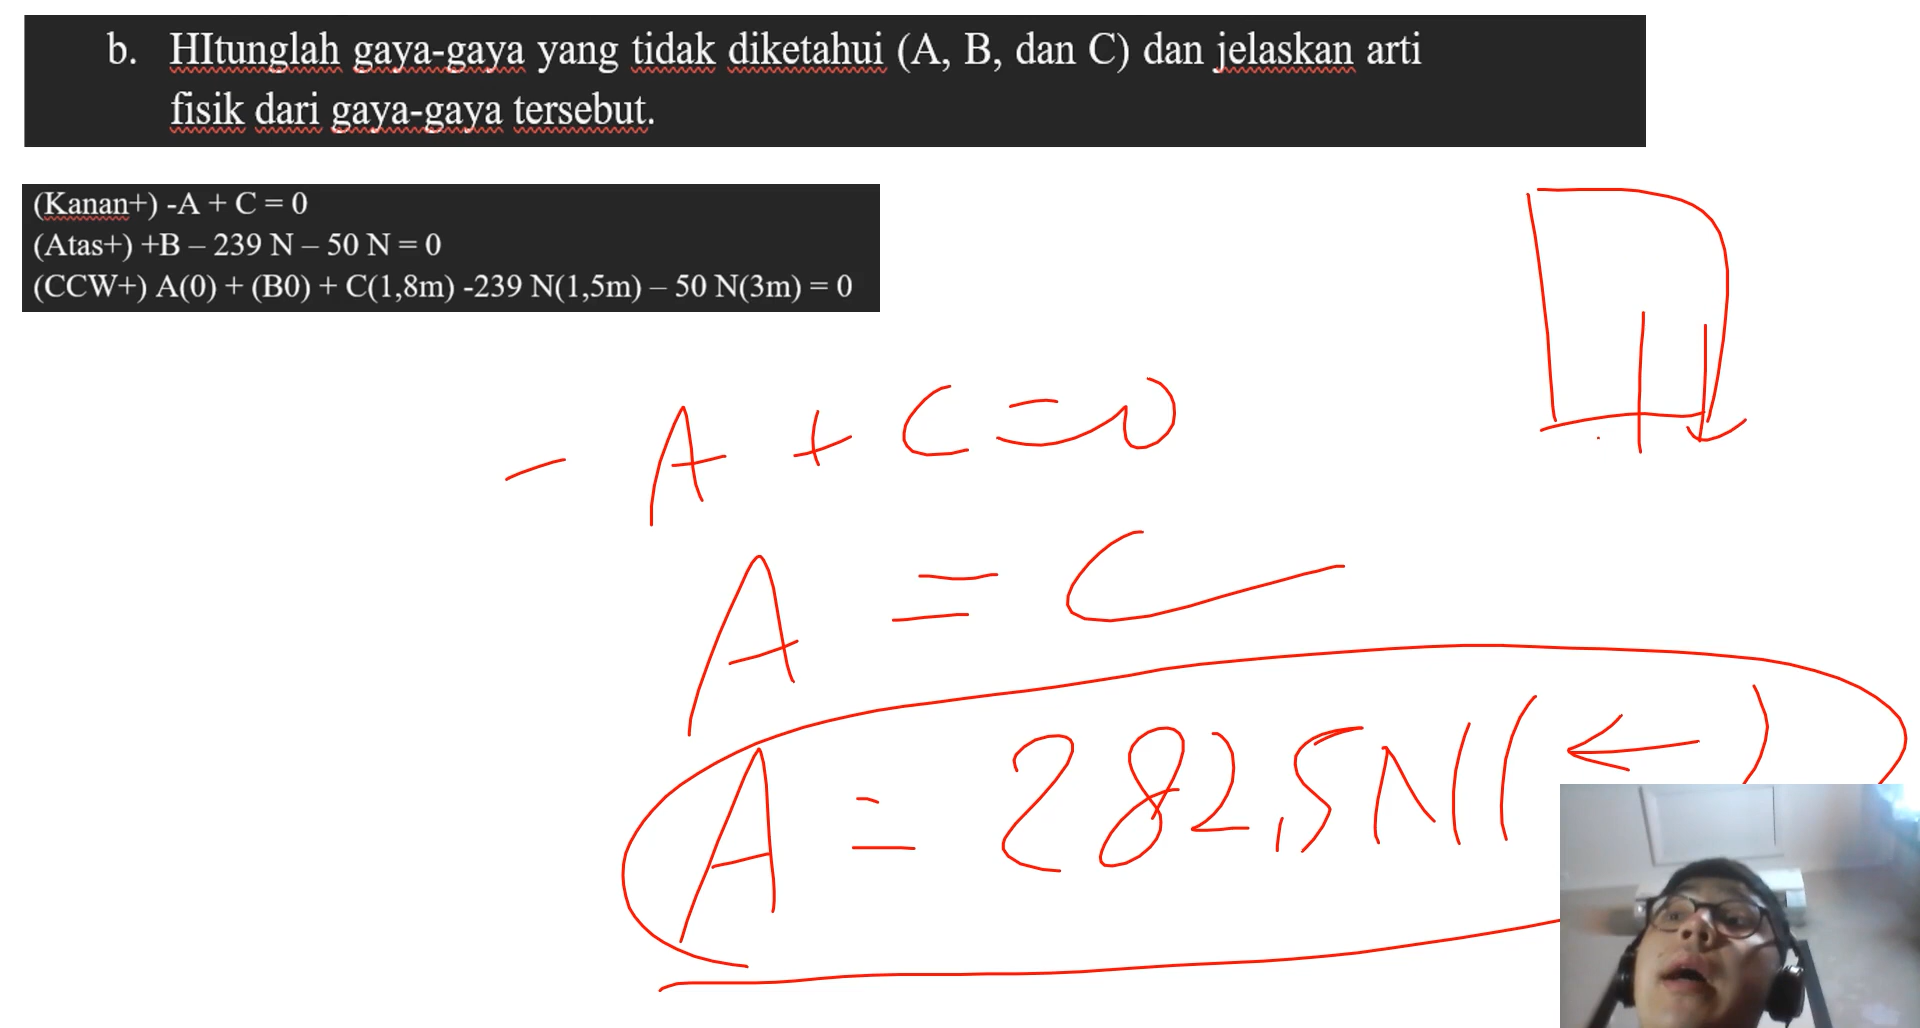 b. HItunglah gaya-gaya yang tidak diketahui (A, B, dan C) dan jelaskan arti
fisik dari gaya-gaya tersebut.
(Kanan+) -A + C = 0
(Atas+) +B – 239 N – 50 N = 0
(CCW+) A(0) + (B0) + C(1,8m) -239 N(1,5m) – 50 N(3m) = 0
- A + C = 0
A = C
A = 282,5 N (←)